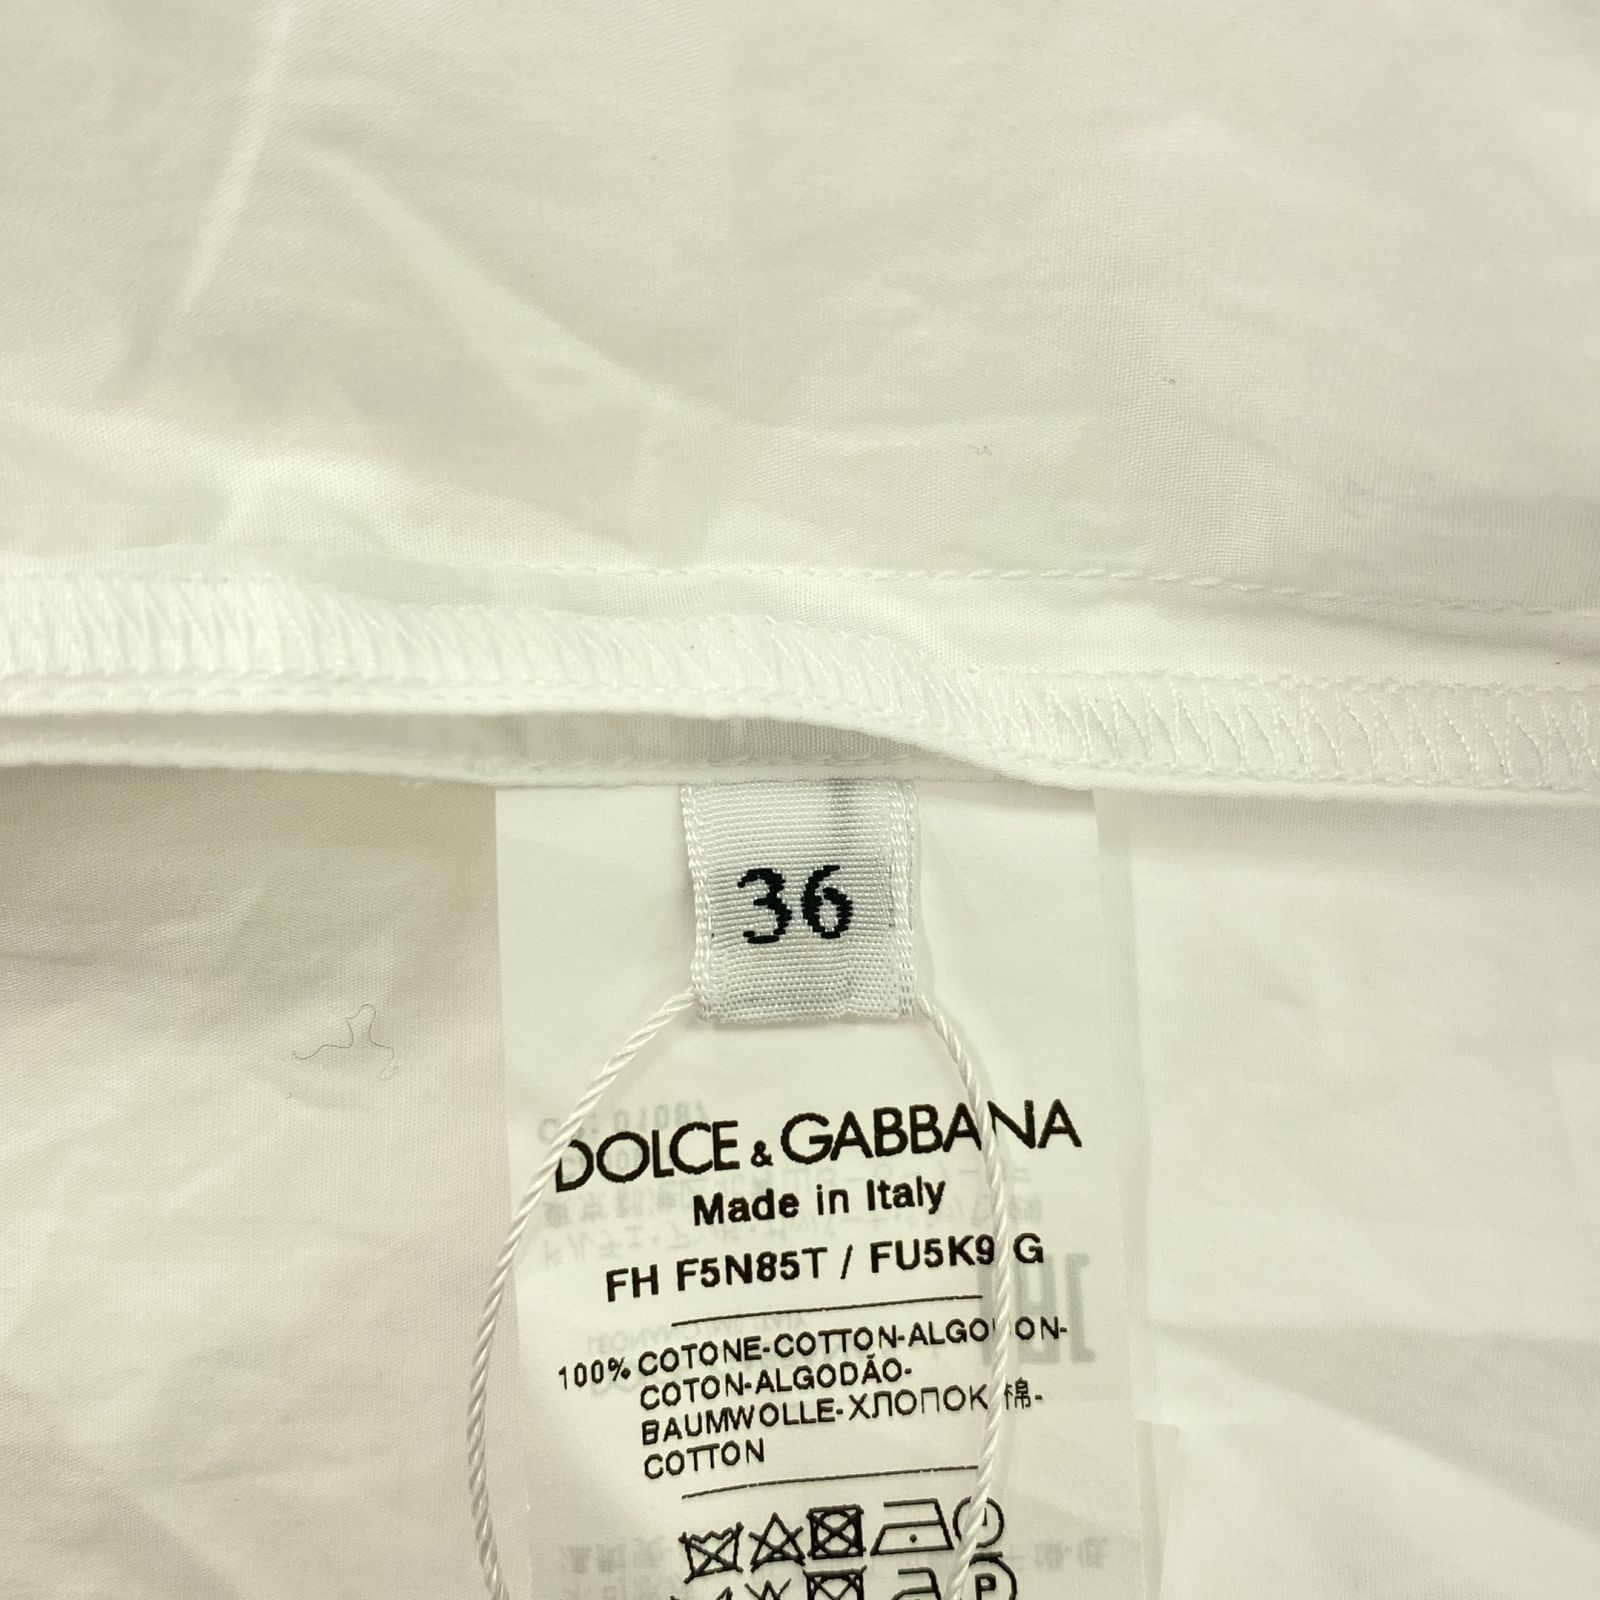 36
DOLCE & GABBANA
Made in Italy
FH F5N85T / FU5K9 G
100% COTONE-COTTON-ALGODON-
COTON-ALGODÃO-
BAUMWOLLE-ХЛОПОК 棉-
COTTON
P